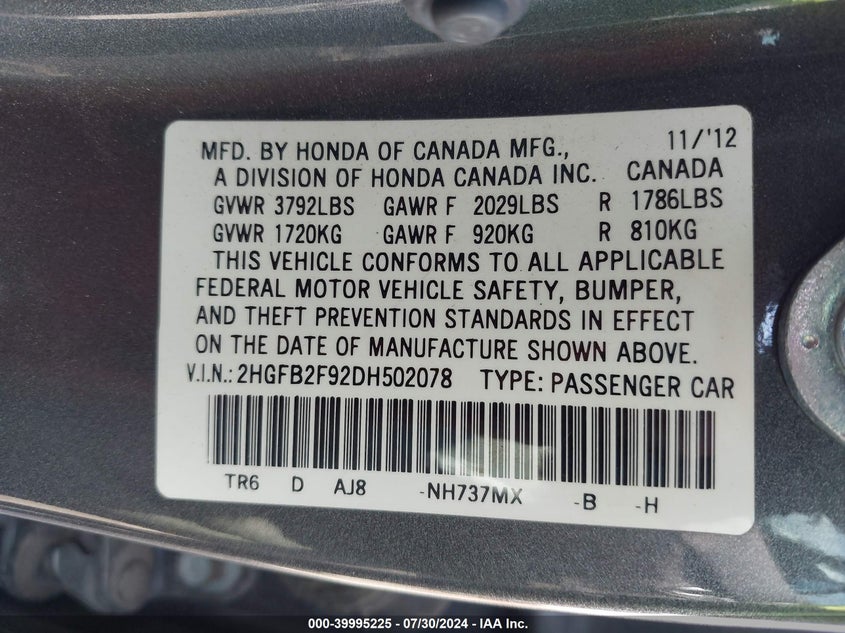 11/'12
MFD. BY HONDA OF CANADA MFG.,
A DIVISION OF HONDA CANADA INC. CANADA
GVWR 3792LBS GAWR F 2029LBS R 1786LBS
GVWR 1720KG GAWR F 920KG R 810KG
THIS VEHICLE CONFORMS TO ALL APPLICABLE
FEDERAL MOTOR VEHICLE SAFETY, BUMPER,
AND THEFT PREVENTION STANDARDS IN EFFECT
ON THE DATE OF MANUFACTURE SHOWN ABOVE.
V.I.N.: 2HGFB2F92DH502078 TYPE: PASSENGER CAR
TR6 D AJ8 -NH737MX -B -H
000-39995225 - 07/30/2024 - IAA Inc.